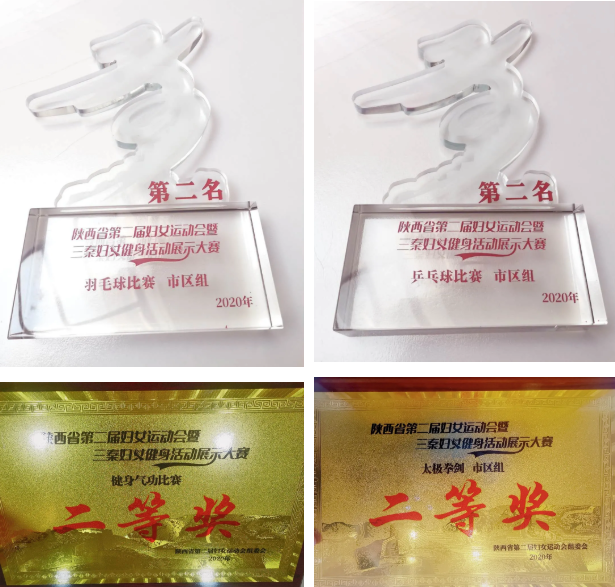 第二名
陕西省第二届妇女运动会暨
三秦妇女健身活动展示大赛
羽毛球比赛 市区组
2020年
第二名
陕西省第二届妇女运动会暨
三秦妇女健身活动展示大赛
乒乓球比赛 市区组
2020年
陕西省第二届妇女运动会暨
三秦妇女健身活动展示大赛
健身气功比赛
二等奖
陕西省第二届妇女运动会组委会
2020年
陕西省第二届妇女运动会暨
三秦妇女健身活动展示大赛
太极拳剑 市区组
二等奖
陕西省第二届妇女运动会组委会
2020年